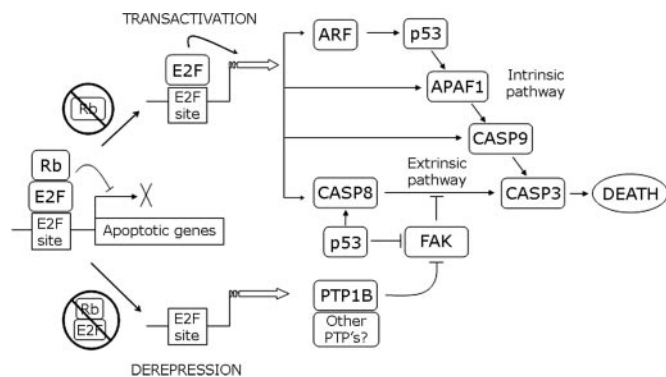 TRANSACTIVATION
E2F
E2F
site
Rb
ARF
p53
APAF1
Intrinsic
pathway
CASP9
Extrinsic
pathway
CASP8
CASP3
DEATH
p53
FAK
Rb
E2F
E2F
site
X
Apoptotic genes
Rb
E2F
E2F
site
PTP1B
Other
PTP's?
DEREPRESSION